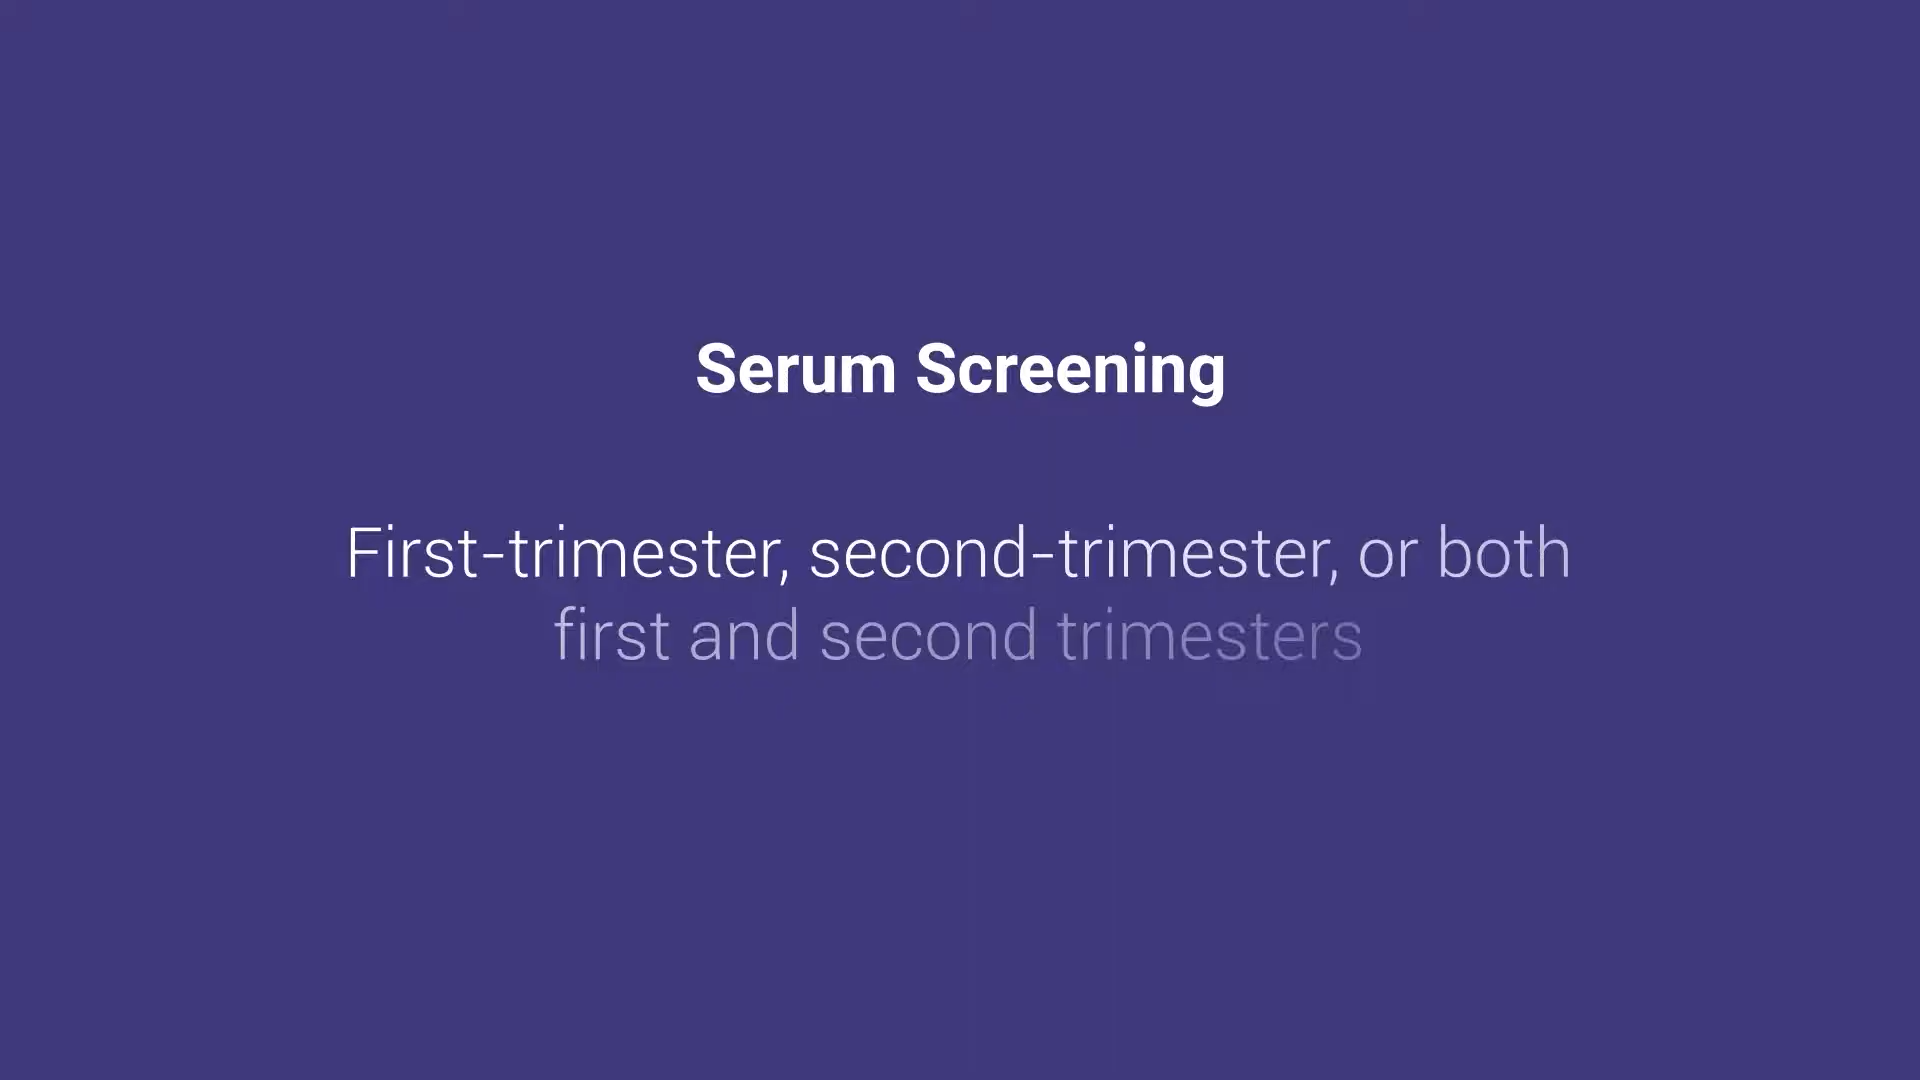 Serum Screening
First-trimester, second-trimester, or both
first and second trimesters